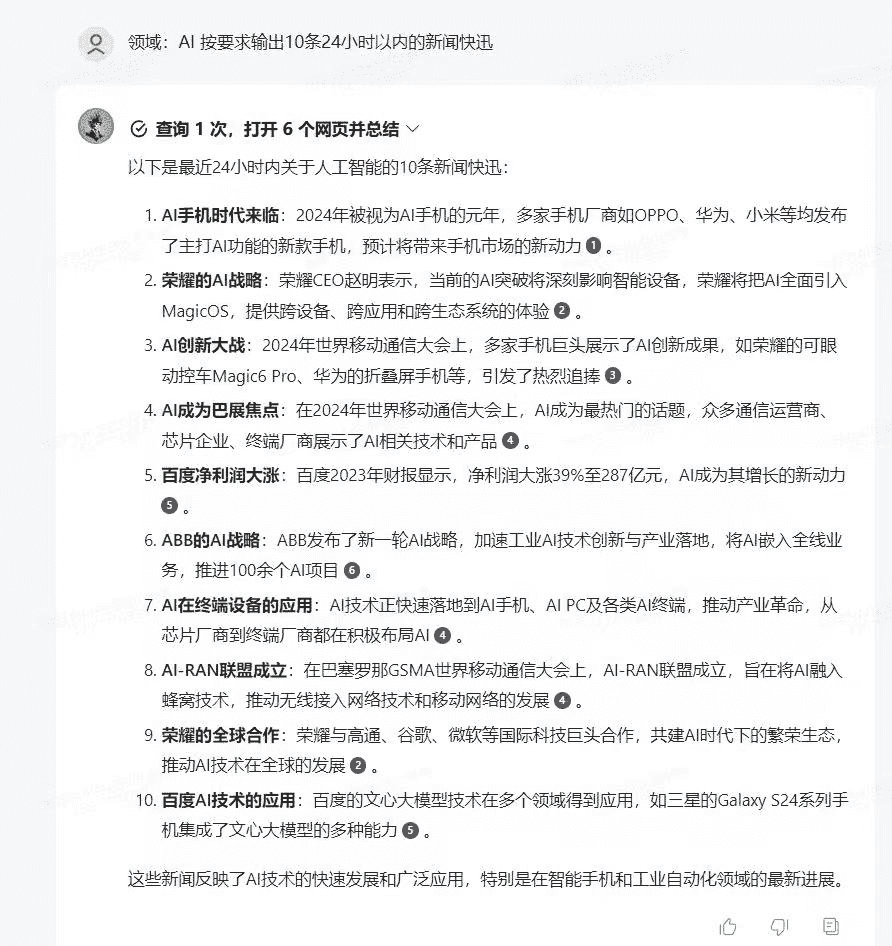 领域：AI 按要求输出10条24小时以内的新闻快迅
查询 1 次，打开 6 个网页并总结
以下是最近24小时内关于人工智能的10条新闻快迅：
1. AI手机时代来临：2024年被视为AI手机的元年，多家手机厂商如OPPO、华为、小米等均发布
了主打AI功能的新款手机，预计将带来手机市场的新动力 1 。
2. 荣耀的AI战略：荣耀CEO赵明表示，当前的AI突破将深刻影响智能设备，荣耀将把AI全面引入
MagicOS，提供跨设备、跨应用和跨生态系统的体验 2 。
3. AI创新大战：2024年世界移动通信大会上，多家手机巨头展示了AI创新成果，如荣耀的可眼
动控车Magic6 Pro、华为的折叠屏手机等，引发了热烈追捧 3 。
4. AI成为巴展焦点：在2024年世界移动通信大会上，AI成为最热门的话题，众多通信运营商、
芯片企业、终端厂商展示了AI相关技术和产品 4 。
5. 百度净利润大涨：百度2023年财报显示，净利润大涨39%至287亿元，AI成为其增长的新动力
5 。
6. ABB的AI战略：ABB发布了新一轮AI战略，加速工业AI技术创新与产业落地，将AI嵌入全线业
务，推进100余个AI项目 6 。
7. AI在终端设备的应用：AI技术正快速落地到AI手机、AI PC及各类AI终端，推动产业革命，从
芯片厂商到终端厂商都在积极布局AI 4 。
8. AI-RAN联盟成立：在巴塞罗那GSMA世界移动通信大会上，AI-RAN联盟成立，旨在将AI融入
蜂窝技术，推动无线接入网络技术和移动网络的发展 4 。
9. 荣耀的全球合作：荣耀与高通、谷歌、微软等国际科技巨头合作，共建AI时代下的繁荣生态，
推动AI技术在全球的发展 2 。
10. 百度AI技术的应用：百度的文心大模型技术在多个领域得到应用，如三星的Galaxy S24系列手
机集成了文心大模型的多种能力 5 。
这些新闻反映了AI技术的快速发展和广泛应用，特别是在智能手机和工业自动化领域的最新进展。